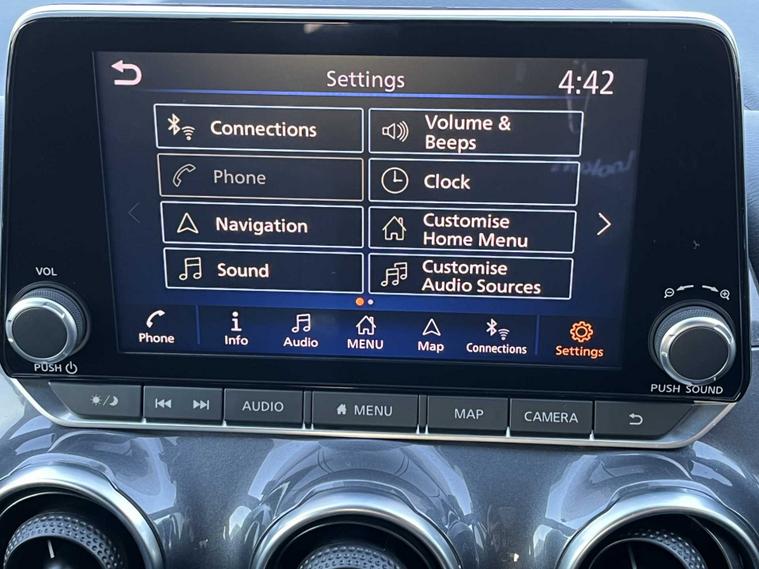 Settings
4:42
Connections
Volume &
Beeps
Phone
Clock
Navigation
Customise
Home Menu
Sound
Customise
Audio Sources
Phone
Info
Audio
MENU
Map
Connections
Settings
VOL
PUSH
PUSH SOUND
AUDIO
MENU
MAP
CAMERA